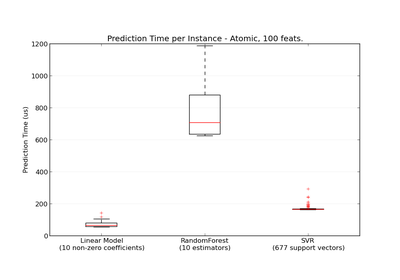 Prediction Time per Instance - Atomic, 100 feats.
1200
1000
800
600
400
200
0
Prediction Time (us)
Linear Model
(10 non-zero coefficients)
RandomForest
(10 estimators)
SVR
(677 support vectors)